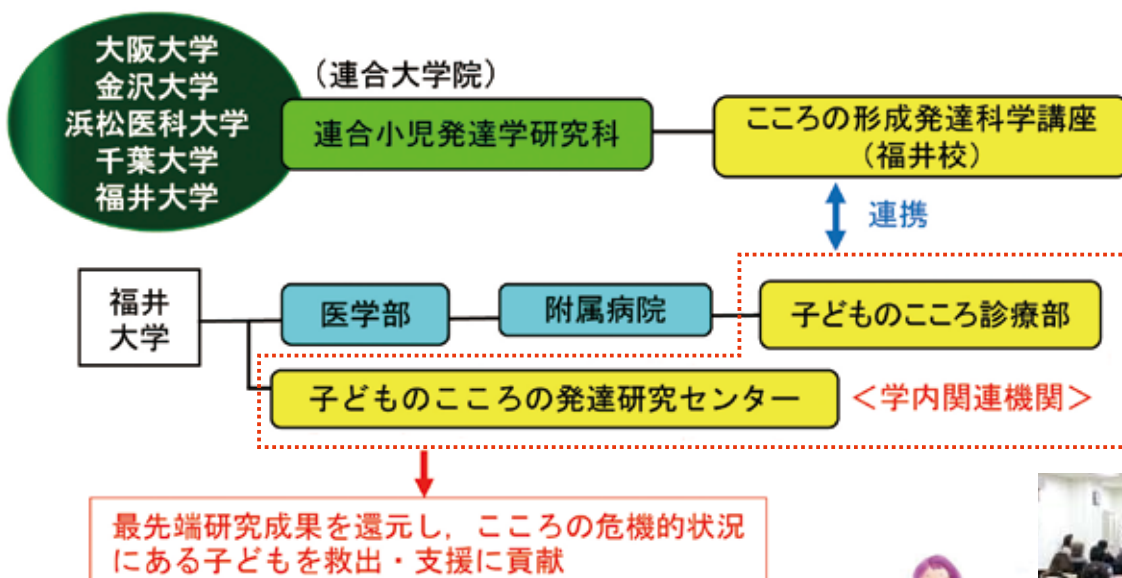 大阪大学
金沢大学
浜松医科大学
千葉大学
福井大学
（連合大学院）
連合小児発達学研究科
こころの形成発達科学講座
（福井校）
連携
福井
大学
医学部
附属病院
子どものこころ診療部
子どものこころの発達研究センター
＜学内関連機関＞
最先端研究成果を還元し，こころの危機的状況
にある子どもを救出・支援に貢献